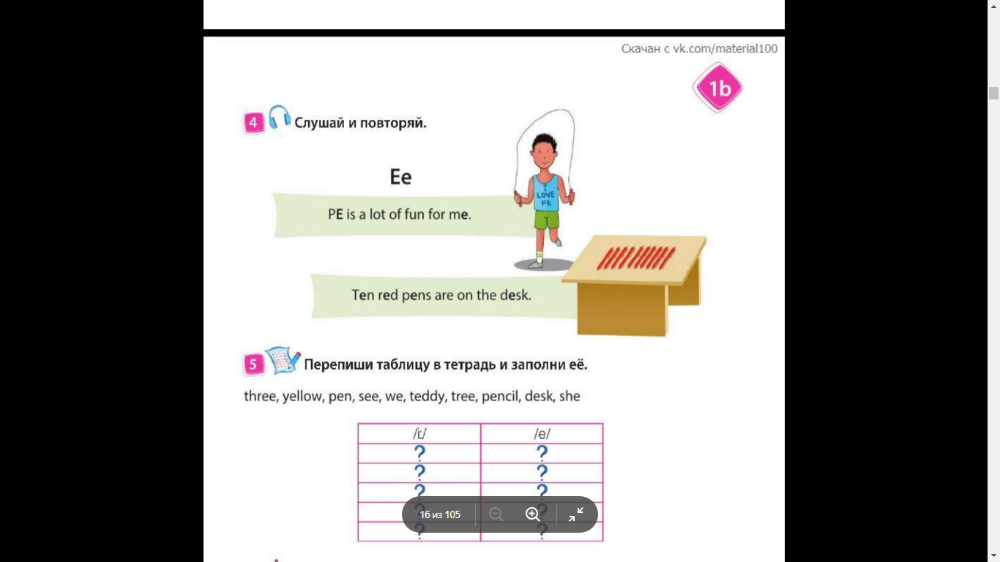 Скачан с vk.com/material100
1b
4 Слушай и повторяй.
Ee
I
LOVE
PE
PE is a lot of fun for me.
Ten red pens are on the desk.
5 Перепиши таблицу в тетрадь и заполни её.
three, yellow, pen, see, we, teddy, tree, pencil, desk, she
/i:/ /e/
? ?
? ?
? ?
? ?
? ?
16 из 105